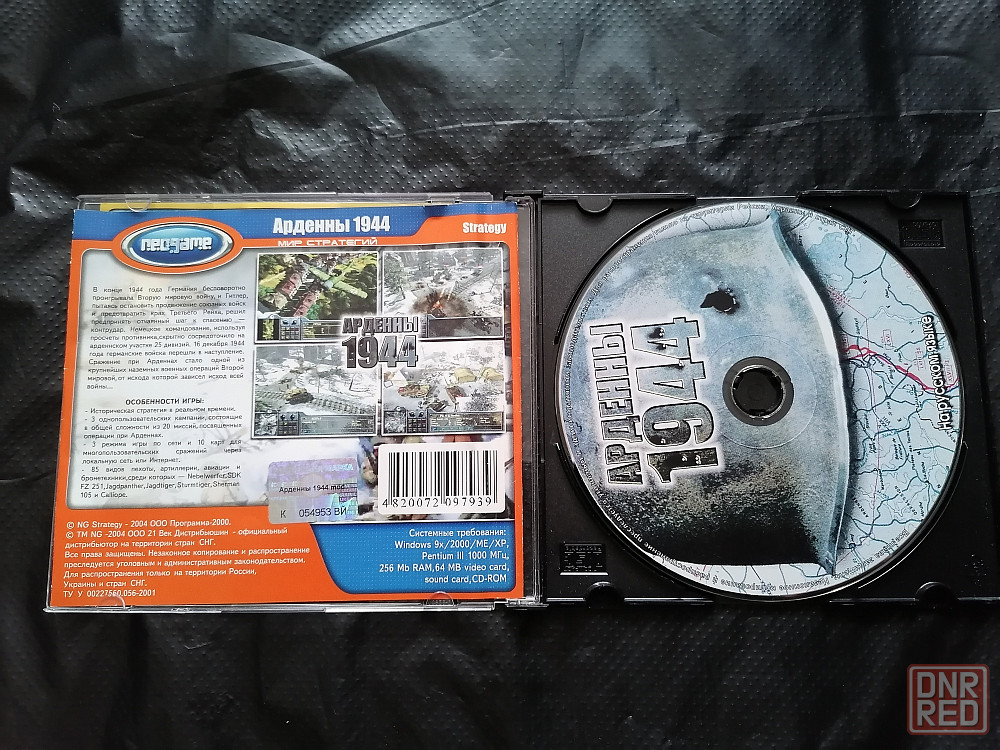 neogame
Арденны 1944
МИР СТРАТЕГИЙ
Strategy
В конце 1944 года Германия бесповоротно
проигрывала Вторую мировую войну, и Гитлер,
пытаясь остановить продвижение союзных войск
и предотвратить крах Третьего Рейха, решил
предпринять отчаянный шаг к спасению —
контрудар. Немецкое командование, используя
просчеты противника,скрытно сосредоточило на
арденнском участке 25 дивизий. 16 декабря 1944
года германские войска перешли в наступление.
Сражение при Арденнах стало одной из
крупнейших наземных военных операций Второй
Мировой,от исхода которой зависел исход всей
войны...
ОСОБЕННОСТИ ИГРЫ:
- Историческая стратегия в реальном времени.
- 3 однопользовательских кампании, состоящие
в общей сложности из 20 миссий, посвященных
операции при Арденнах.
- 3 режима игры по сети и 10 карт для
многопользовательских сражений через
локальную сеть или Интернет.
- 85 видов пехоты, артиллерии, авиации и
бронетехники,среди которых — Nebelwerfer,SDK
FZ 251,Jagdpanther,Jagdtiger,Sturmtiger,Sherman
105 и Calliope.
АРДЕННЫ
1944
Арденны 1944
К 054953 ВИ
4820072097939
© NG Strategy - 2004 ООО Программа-2000.
© ТМ NG -2004 ООО 21 Век Дистрибьюшн - официальный
дистрибьютор на территории стран СНГ.
Все права защищены. Незаконное копирование и распространение
преследуется уголовным и административным законодательством.
Для распространения только на территории России,
Украины и стран СНГ.
ТУ У 00227560.056-2001
Системные требования:
Windows 9x/2000/ME/XP,
Pentium III 1000 МГц,
256 Mb RAM,64 MB video card,
sound card,CD-ROM
АРДЕННЫ
1944
На русском языке
DNR
RED